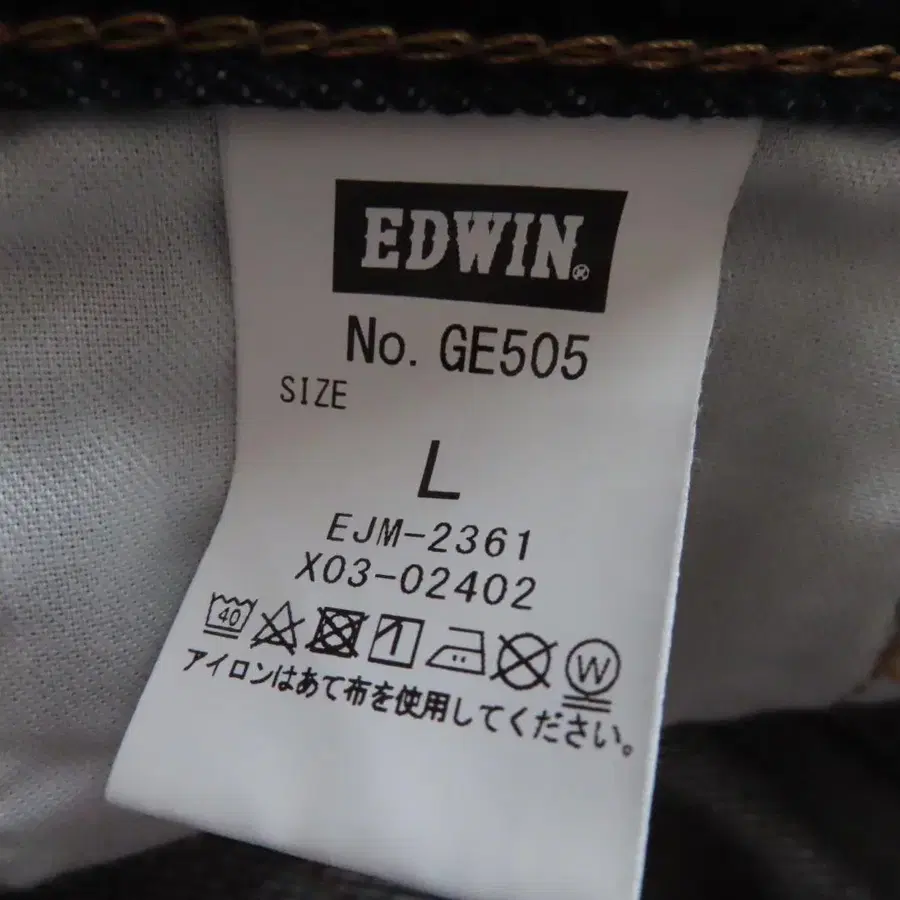 EDWIN®
No. GE505
SIZE
L
EJM-2361
X03-02402
40 W
アイロンはあて布を使用してください。